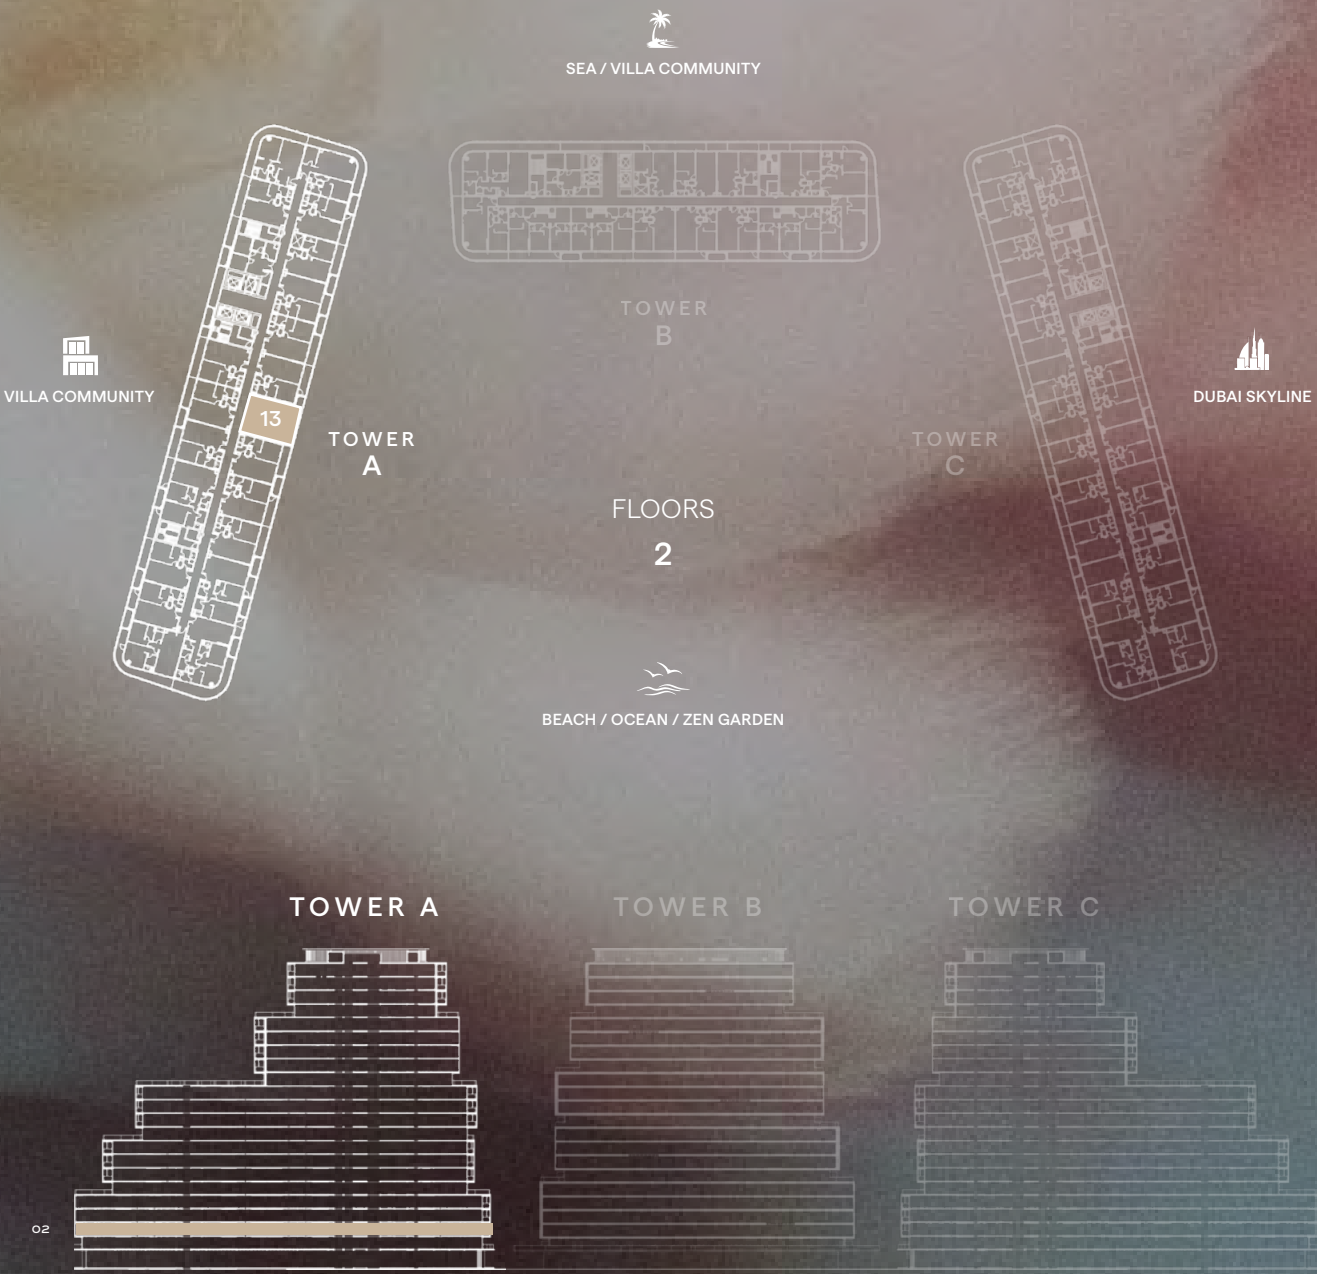 SEA / VILLA COMMUNITY
TOWER
B
VILLA COMMUNITY
DUBAI SKYLINE
13
TOWER
A
TOWER
C
FLOORS
2
BEACH / OCEAN / ZEN GARDEN
TOWER A
TOWER B
TOWER C
02